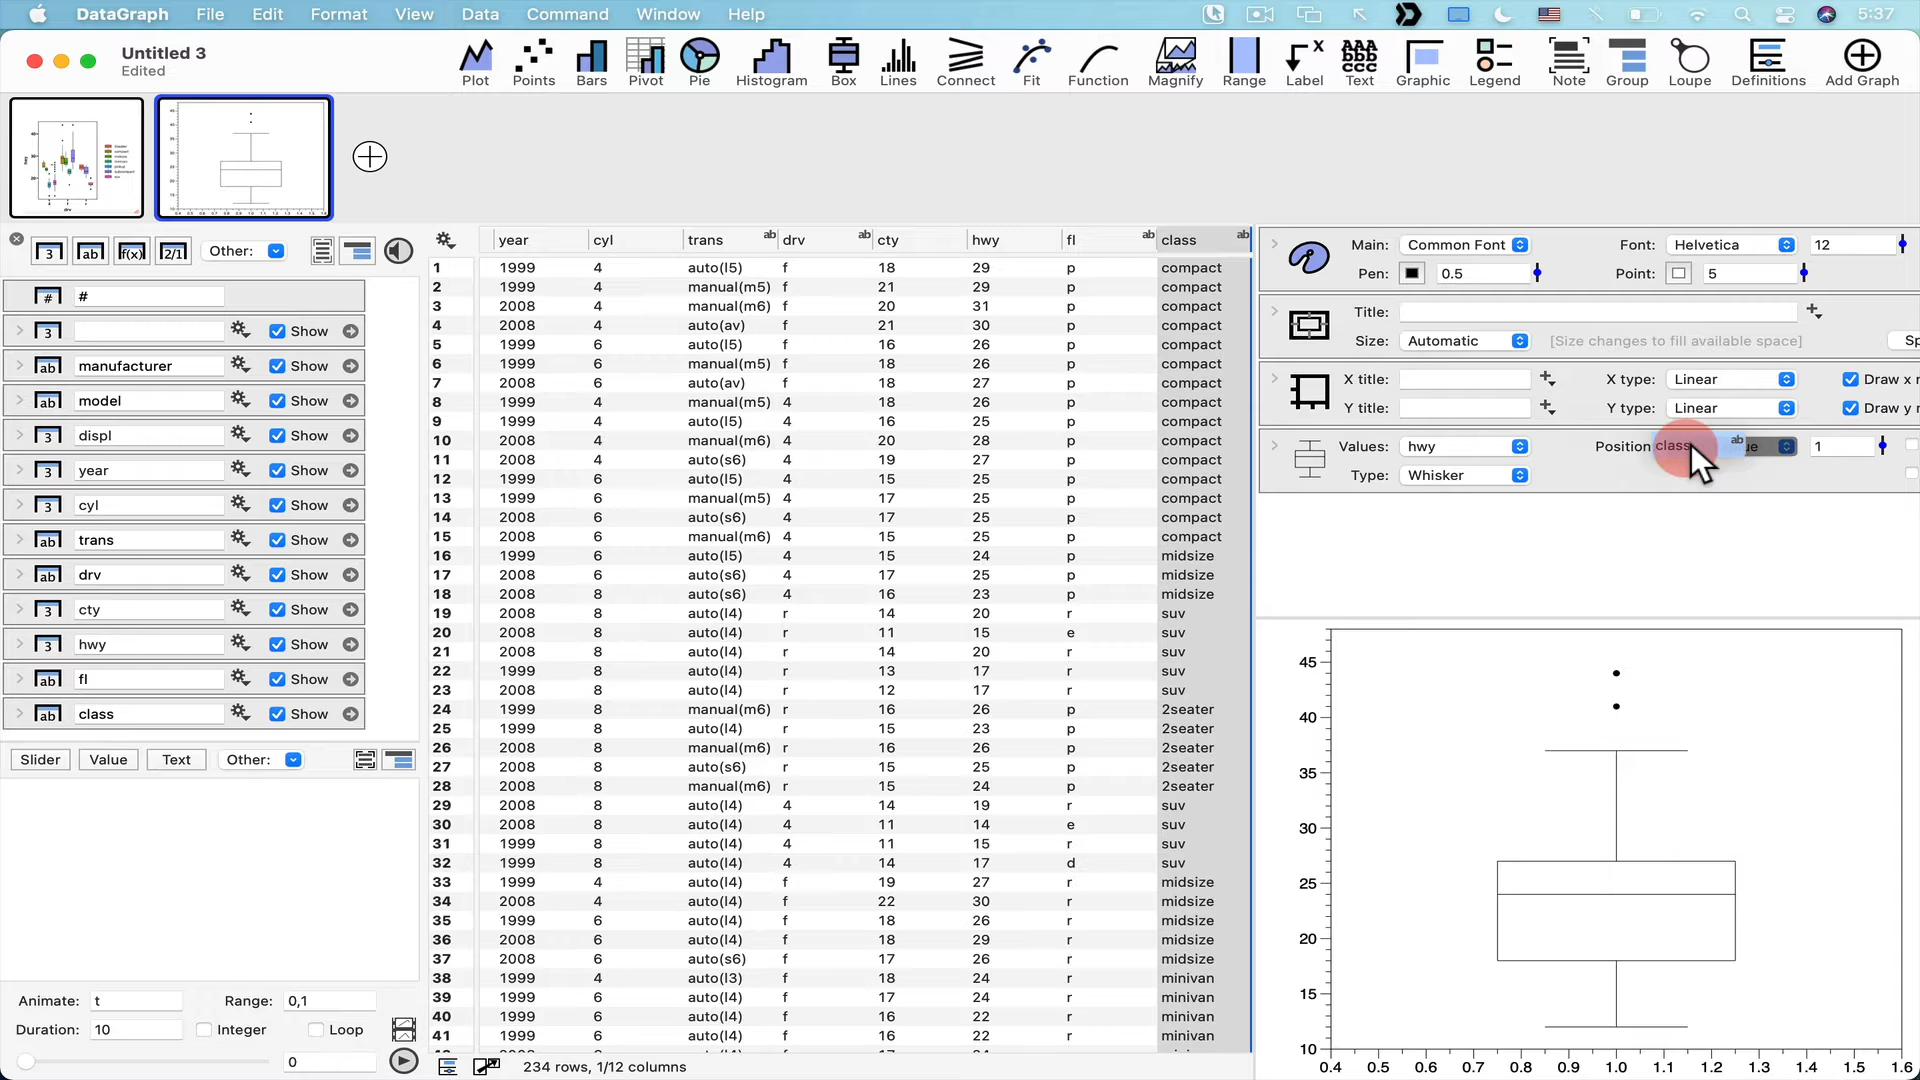 DataGraph File Edit Format View Data Command Window Help 5:37
Untitled 3
Edited
Plot Points Bars Pivot Pie Histogram Box Lines Connect Fit Function Magnify Range Label Text Graphic Legend Note Group Loupe Definitions Add Graph
3 ab f(x) 2/1 Other:
# #
3 Show
ab manufacturer Show
ab model Show
ab displ Show
3 year Show
3 cyl Show
ab trans Show
ab drv Show
3 cty Show
3 hwy Show
ab fl Show
ab class Show
Slider Value Text Other:
Animate: t Range: 0,1
Duration: 10 Integer Loop
0
year cyl trans ab drv ab cty hwy fl ab class ab
1 1999 4 auto(l5) f 18 29 p compact
2 1999 4 manual(m5) f 21 29 p compact
3 2008 4 manual(m6) f 20 31 p compact
4 2008 4 auto(av) f 21 30 p compact
5 1999 6 auto(l5) f 16 26 p compact
6 1999 6 manual(m5) f 18 26 p compact
7 2008 6 auto(av) f 18 27 p compact
8 1999 4 manual(m5) 4 18 26 p compact
9 1999 4 auto(l5) 4 16 25 p compact
10 2008 4 manual(m6) 4 20 28 p compact
11 2008 4 auto(s6) 4 19 27 p compact
12 1999 6 auto(l5) 4 15 25 p compact
13 1999 6 manual(m5) 4 17 25 p compact
14 2008 6 auto(s6) 4 17 25 p compact
15 2008 6 manual(m6) 4 15 25 p compact
16 1999 6 auto(l5) 4 15 24 p midsize
17 2008 6 auto(s6) 4 17 25 p midsize
18 2008 8 auto(s6) 4 16 23 p midsize
19 2008 8 auto(l4) r 14 20 r suv
20 2008 8 auto(l4) r 11 15 e suv
21 2008 8 auto(l4) r 14 20 r suv
22 1999 8 auto(l4) r 13 17 r suv
23 2008 8 auto(l4) r 12 17 r suv
24 1999 8 manual(m6) r 16 26 p 2seater
25 1999 8 auto(l4) r 15 23 p 2seater
26 2008 8 manual(m6) r 16 26 p 2seater
27 2008 8 auto(s6) r 15 25 p 2seater
28 2008 8 manual(m6) r 15 24 p 2seater
29 2008 8 auto(l4) 4 14 19 r suv
30 2008 8 auto(l4) 4 11 14 e suv
31 1999 8 auto(l4) 4 11 15 r suv
32 1999 8 auto(l4) 4 14 17 d suv
33 1999 4 auto(l4) f 19 27 r midsize
34 2008 4 auto(l4) f 22 30 r midsize
35 1999 6 auto(l4) f 18 26 r midsize
36 2008 6 auto(l4) f 18 29 r midsize
37 2008 6 auto(s6) f 17 26 r midsize
38 1999 4 auto(l3) f 18 24 r minivan
39 1999 6 auto(l4) f 17 24 r minivan
40 1999 6 auto(l4) f 16 22 r minivan
41 1999 6 auto(l4) f 16 22 r minivan
234 rows, 1/12 columns
Main: Common Font Font: Helvetica 12
Pen: 0.5 Point: 5
Title:
Size: Automatic [Size changes to fill available space] Sp
X title: X type: Linear Draw x
Y title: Y type: Linear Draw y
Values: hwy Position class ab ue 1
Type: Whisker
45
40
35
30
25
20
15
10
0.4 0.5 0.6 0.7 0.8 0.9 1.0 1.1 1.2 1.3 1.4 1.5 1.6